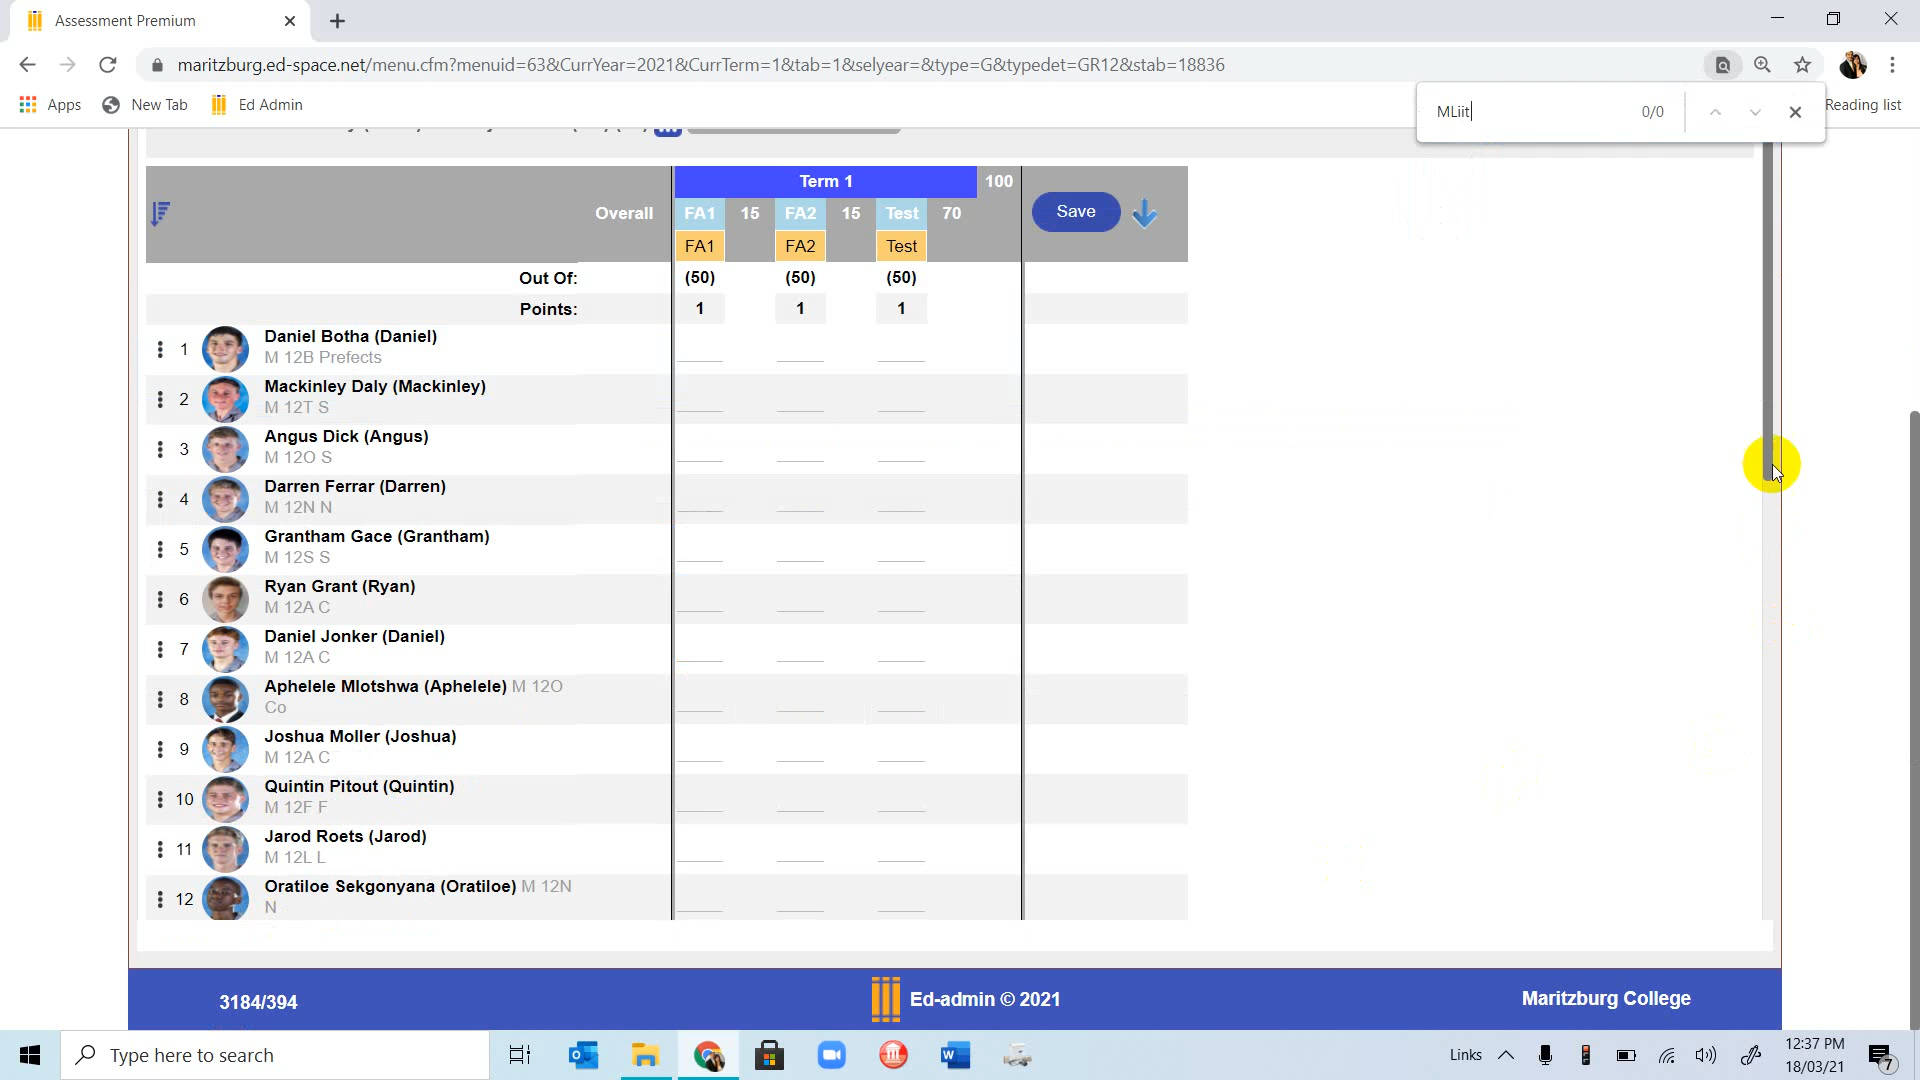 Assessment Premium
maritzburg.ed-space.net/menu.cfm?menuid=63&CurrYear=2021&CurrTerm=1&tab=1&selyear=&type=G&typedet=GR12&stab=18836
Apps New Tab Ed Admin Reading list
MLiit 0/0
Term 1 100
Overall FA1 15 FA2 15 Test 70 Save
FA1 FA2 Test
Out Of: (50) (50) (50)
Points: 1 1 1
1 Daniel Botha (Daniel)
M 12B Prefects
2 Mackinley Daly (Mackinley)
M 12T S
3 Angus Dick (Angus)
M 12O S
4 Darren Ferrar (Darren)
M 12N N
5 Grantham Gace (Grantham)
M 12S S
6 Ryan Grant (Ryan)
M 12A C
7 Daniel Jonker (Daniel)
M 12A C
8 Aphelele Mlotshwa (Aphelele) M 12O
Co
9 Joshua Moller (Joshua)
M 12A C
10 Quintin Pitout (Quintin)
M 12F F
11 Jarod Roets (Jarod)
M 12L L
12 Oratiloe Sekgonyana (Oratiloe) M 12N
N
3184/394 Ed-admin © 2021 Maritzburg College
Type here to search Links 12:37 PM
18/03/21 7